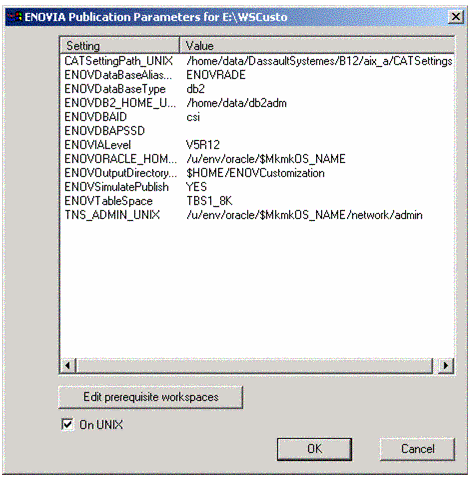 ENOVIA Publication Parameters for E:\WSCusto
Setting Value
CATSettingPath_UNIX /home/data/DassaultSystemes/B12/aix_a/CATSettings
ENOVDataBaseAlias... ENOVRADE
ENOVDataBaseType db2
ENOVDB2_HOME_U... /home/data/db2adm
ENOVDBAID csi
ENOVDBAPSSD
ENOVIALevel V5R12
ENOVORACLE_HOM... /u/env/oracle/$MkmkOS_NAME
ENOVOutputDirectory... $HOME/ENOVCustomization
ENOVSimulatePublish YES
ENOVTableSpace TBS1_8K
TNS_ADMIN_UNIX /u/env/oracle/$MkmkOS_NAME/network/admin
Edit prerequisite workspaces
On UNIX
OK Cancel